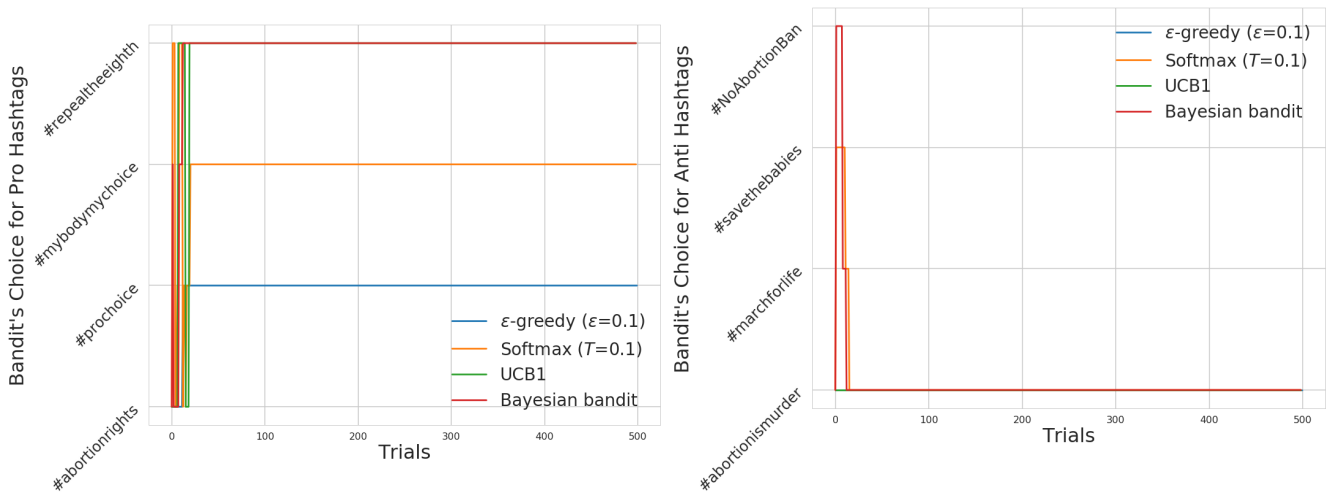 Bandit's Choice for Pro Hashtags
#repealtheeighth
#mybodymychoice
#prochoice
#abortionrights
ε-greedy (ε=0.1)
Softmax (T=0.1)
UCB1
Bayesian bandit
0 100 200 300 400 500
Trials
Bandit's Choice for Anti Hashtags
#NoAbortionBan
#savethebabies
#marchforlife
#abortionismurder
ε-greedy (ε=0.1)
Softmax (T=0.1)
UCB1
Bayesian bandit
0 100 200 300 400 500
Trials